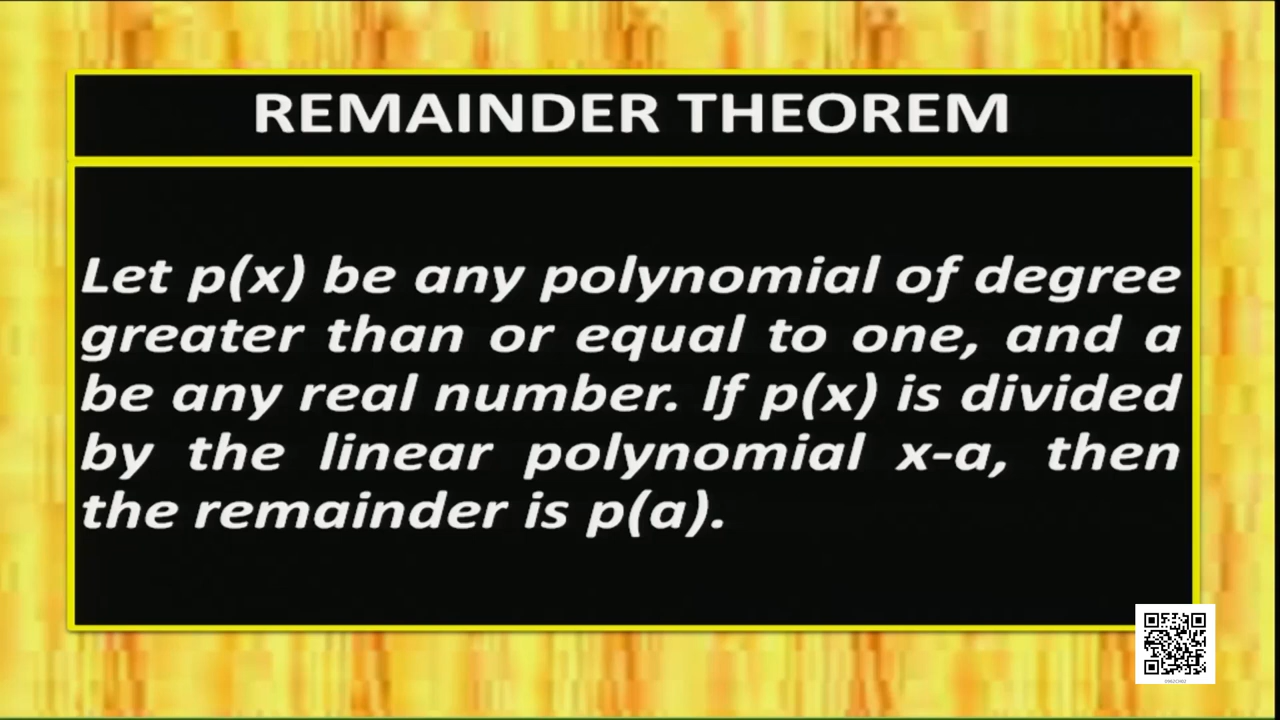 REMAINDER THEOREM
Let p(x) be any polynomial of degree
greater than or equal to one, and a
be any real number. If p(x) is divided
by the linear polynomial x-a, then
the remainder is p(a).